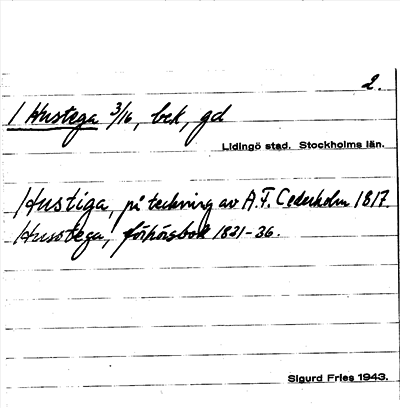 2.
1 Hustega 3/16, bek, gd
Lidingö stad. Stockholms län.
Hustiga, på teckning av A.F. Cederholm 1817
Husstega, förhörsbok 1821-36.
Sigurd Fries 1943.